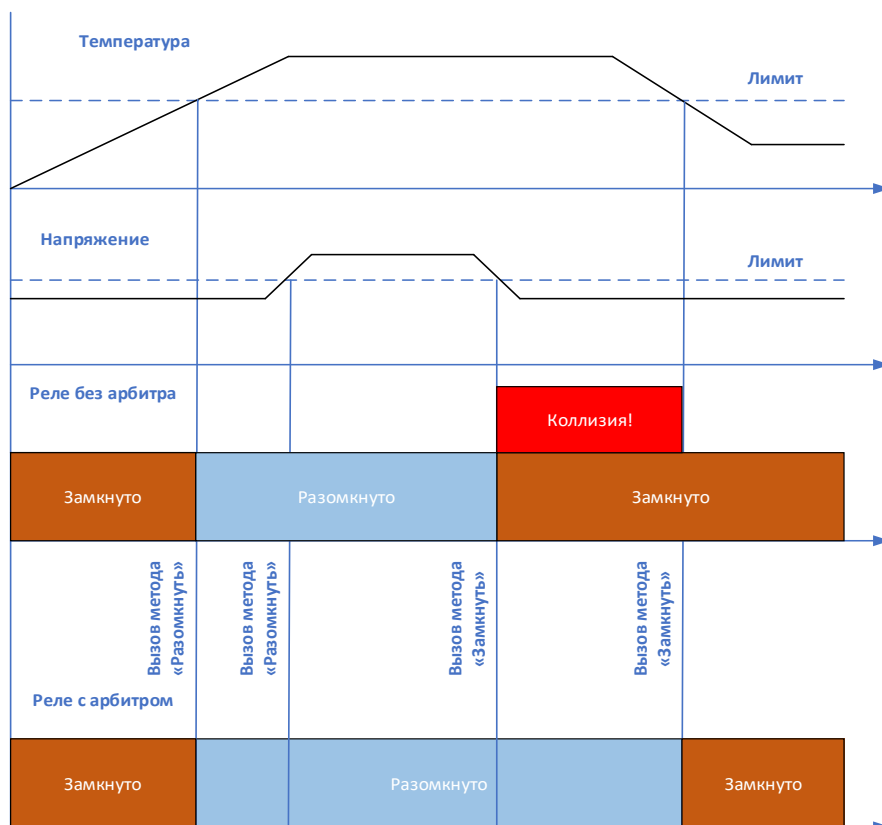 Температура
Лимит
Напряжение
Лимит
Реле без арбитра
Коллизия!
Замкнуто
Разомкнуто
Замкнуто
Вызов метода
«Разомкнуть»
Вызов метода
«Разомкнуть»
Вызов метода
«Замкнуть»
Вызов метода
«Замкнуть»
Реле с арбитром
Замкнуто
Разомкнуто
Замкнуто